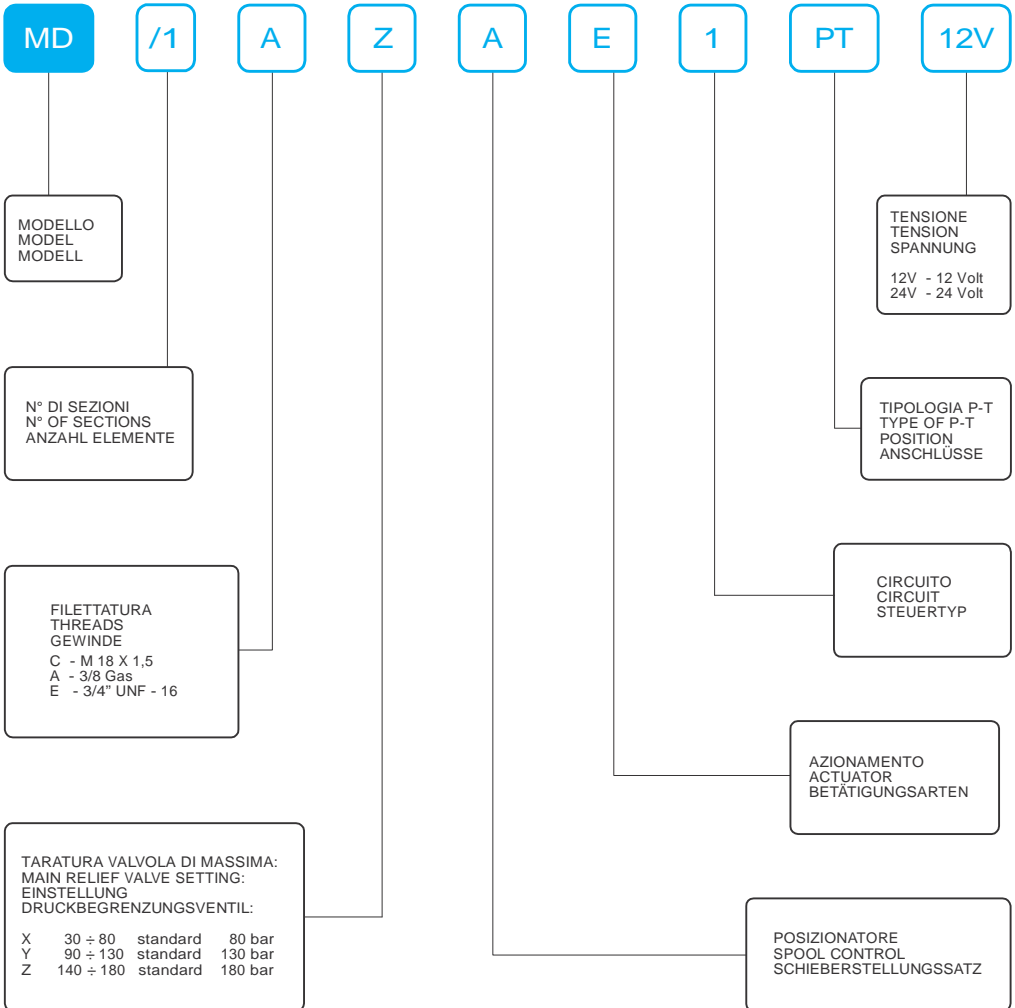 MD /1 A Z A E 1 PT 12V
MODELLO
MODEL
MODELL
TENSIONE
TENSION
SPANNUNG
12V - 12 Volt
24V - 24 Volt
N° DI SEZIONI
N° OF SECTIONS
ANZAHL ELEMENTE
TIPOLOGIA P-T
TYPE OF P-T
POSITION
ANSCHLÜSSE
FILETTATURA
THREADS
GEWINDE
C - M 18 X 1,5
A - 3/8 Gas
E - 3/4” UNF - 16
CIRCUITO
CIRCUIT
STEUERTYP
AZIONAMENTO
ACTUATOR
BETÄTIGUNGSARTEN
TARATURA VALVOLA DI MASSIMA:
MAIN RELIEF VALVE SETTING:
EINSTELLUNG
DRUCKBEGRENZUNGSVENTIL:
X 30 ÷ 80 standard 80 bar
Y 90 ÷ 130 standard 130 bar
Z 140 ÷ 180 standard 180 bar
POSIZIONATORE
SPOOL CONTROL
SCHIEBERSTELLUNGSSATZ